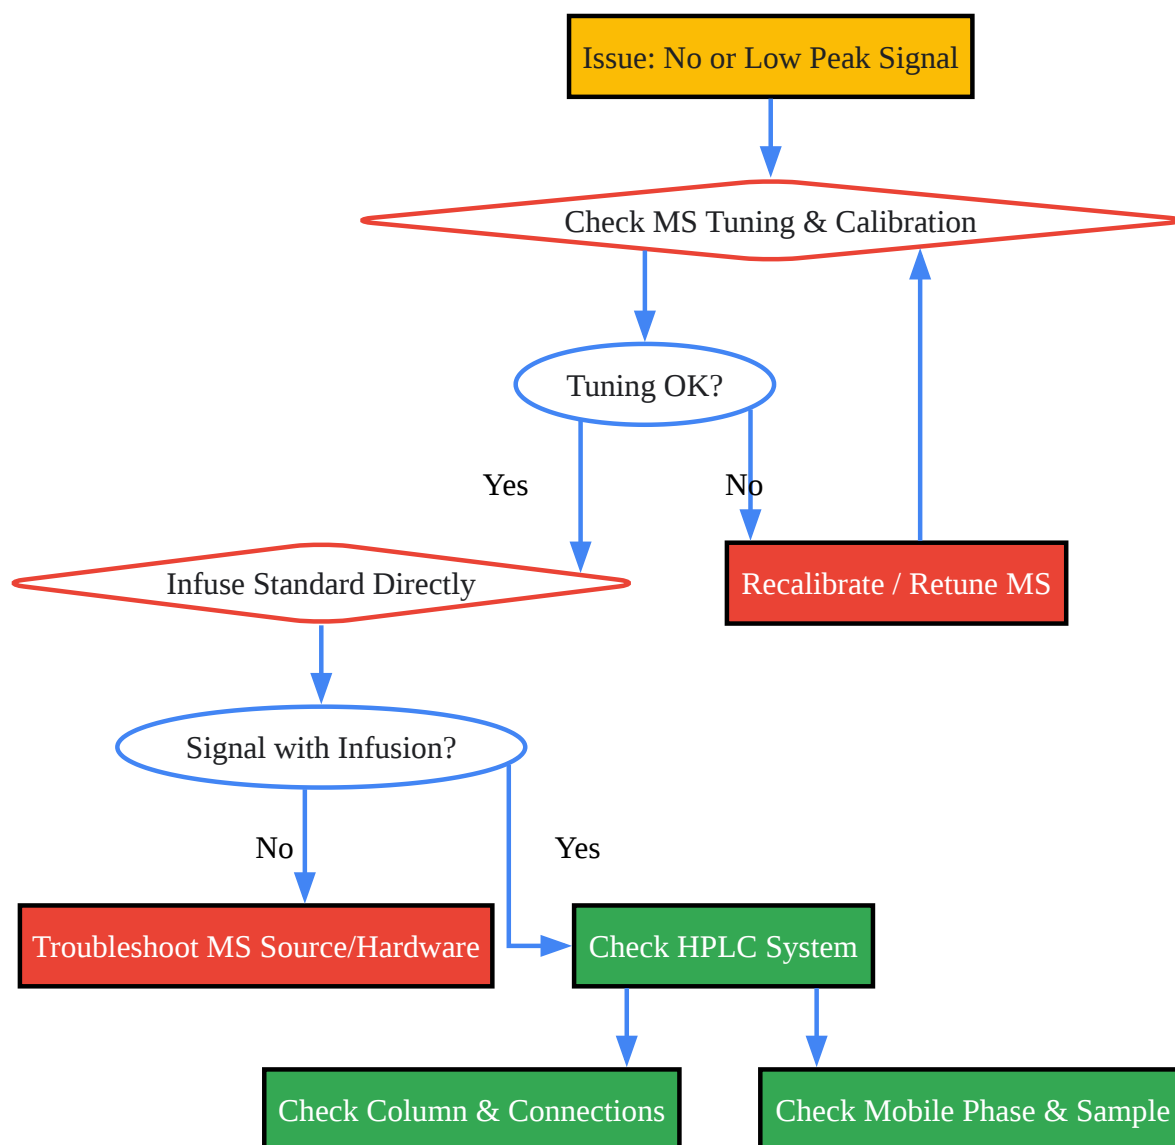 Issue: No or Low Peak Signal
Check MS Tuning & Calibration
Tuning OK?
Yes
No
Infuse Standard Directly
Recalibrate / Retune MS
Signal with Infusion?
No
Yes
Troubleshoot MS Source/Hardware
Check HPLC System
Check Column & Connections
Check Mobile Phase & Sample